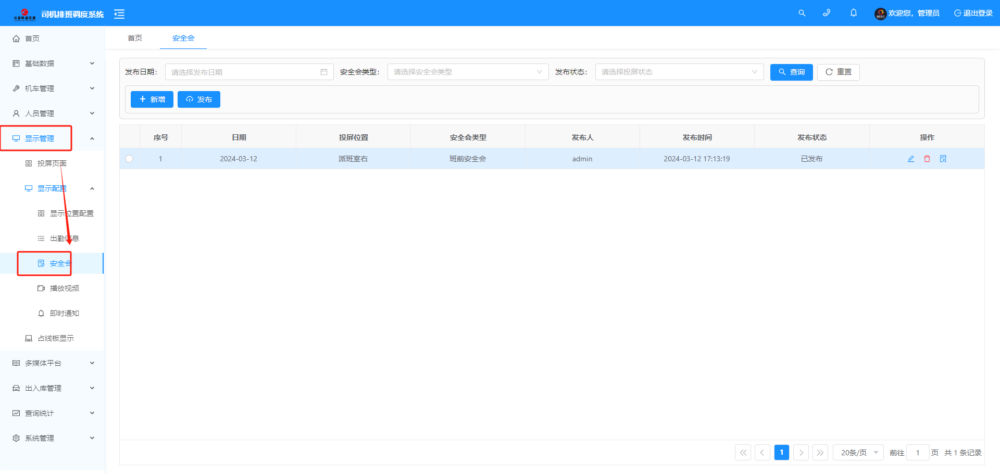 长春轨道交通
司机排班调度系统
欢迎您，管理员
退出登录
首页
基础数据
机车管理
人员管理
显示管理
投屏页面
显示配置
显示位置配置
出勤信息
安全会
播放视频
即时通知
占线板显示
多媒体平台
出入库管理
查询统计
系统管理
首页 安全会
发布日期： 请选择发布日期 安全会类型： 请选择安全会类型 发布状态： 请选择投屏状态 查询 重置
新增 发布
序号 日期 投屏位置 安全会类型 发布人 发布时间 发布状态 操作
1 2024-03-12 派班室右 班前安全会 admin 2024-03-12 17:13:19 已发布
1 20条/页 前往 1 页 共 1 条记录